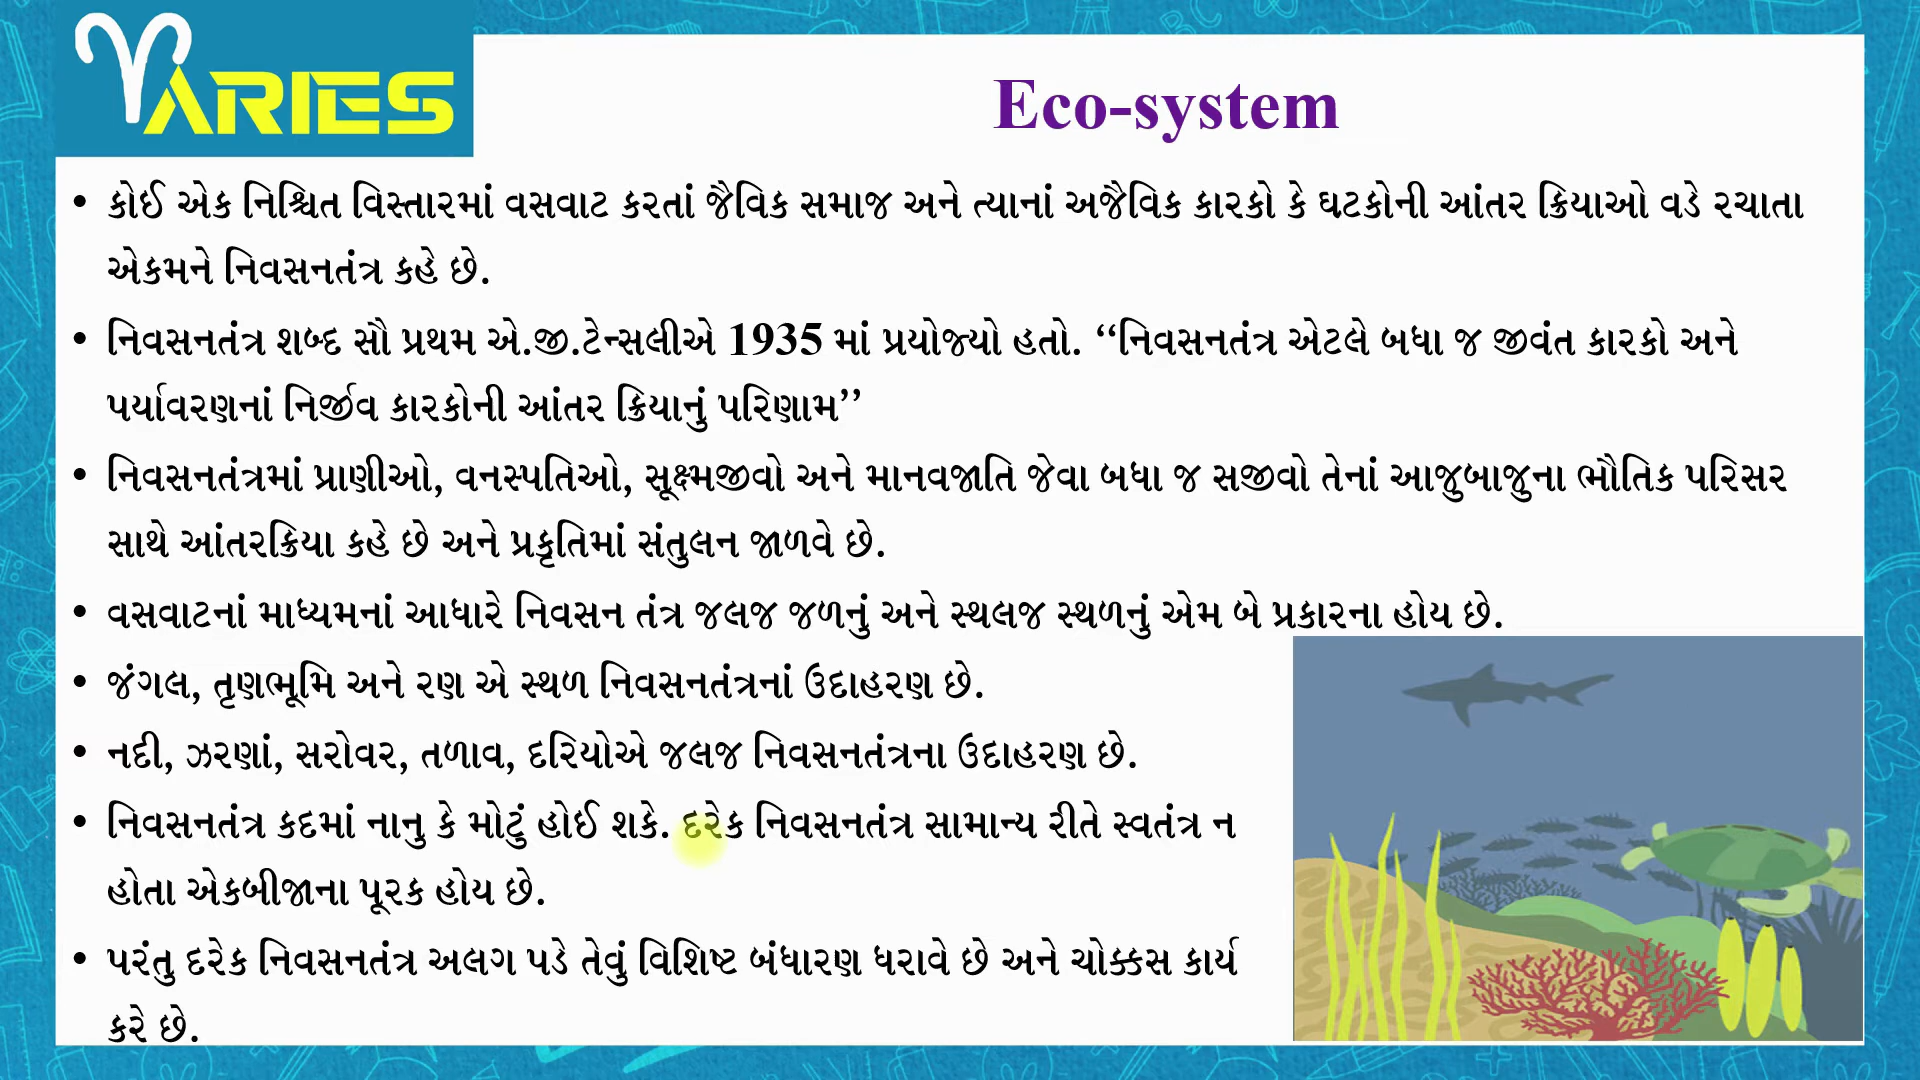 ARIES
Eco-system
• કોઈ એક નિશ્ચિત વિસ્તારમાં વસવાટ કરતાં જૈવિક સમાજ અને ત્યાનાં અજૈવિક કારકો કે ઘટકોની આંતર ક્રિયાઓ વડે રચાતા
એકમને નિવસનતંત્ર કહે છે.
• નિવસનતંત્ર શબ્દ સૌ પ્રથમ એ.જી.ટેન્સલીએ 1935 માં પ્રયોજ્યો હતો. “નિવસનતંત્ર એટલે બધા જ જીવંત કારકો અને
પર્યાવરણનાં નિર્જીવ કારકોની આંતર ક્રિયાનું પરિણામ”
• નિવસનતંત્રમાં પ્રાણીઓ, વનસ્પતિઓ, સૂક્ષ્મજીવો અને માનવજાતિ જેવા બધા જ સજીવો તેનાં આજુબાજુના ભૌતિક પરિસર
સાથે આંતરક્રિયા કહે છે અને પ્રકૃતિમાં સંતુલન જાળવે છે.
• વસવાટનાં માધ્યમનાં આધારે નિવસન તંત્ર જલજ જળનું અને સ્થલજ સ્થળનું એમ બે પ્રકારના હોય છે.
• જંગલ, તૃણભૂમિ અને રણ એ સ્થળ નિવસનતંત્રનાં ઉદાહરણ છે.
• નદી, ઝરણાં, સરોવર, તળાવ, દરિયોએ જલજ નિવસનતંત્રના ઉદાહરણ છે.
• નિવસનતંત્ર કદમાં નાનુ કે મોટું હોઈ શકે. દરેક નિવસનતંત્ર સામાન્ય રીતે સ્વતંત્ર ન
હોતા એકબીજાના પૂરક હોય છે.
• પરંતુ દરેક નિવસનતંત્ર અલગ પડે તેવું વિશિષ્ટ બંધારણ ધરાવે છે અને ચોક્કસ કાર્ય
કરે છે.